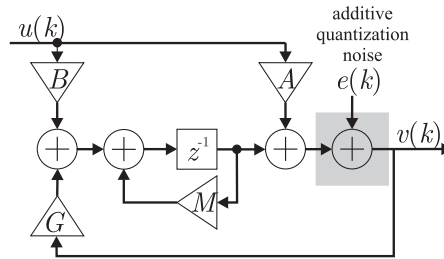 additive
quantization
noise
u(k)
e(k)
B
A
v(k)
+
+
z⁻¹
+
+
M
G